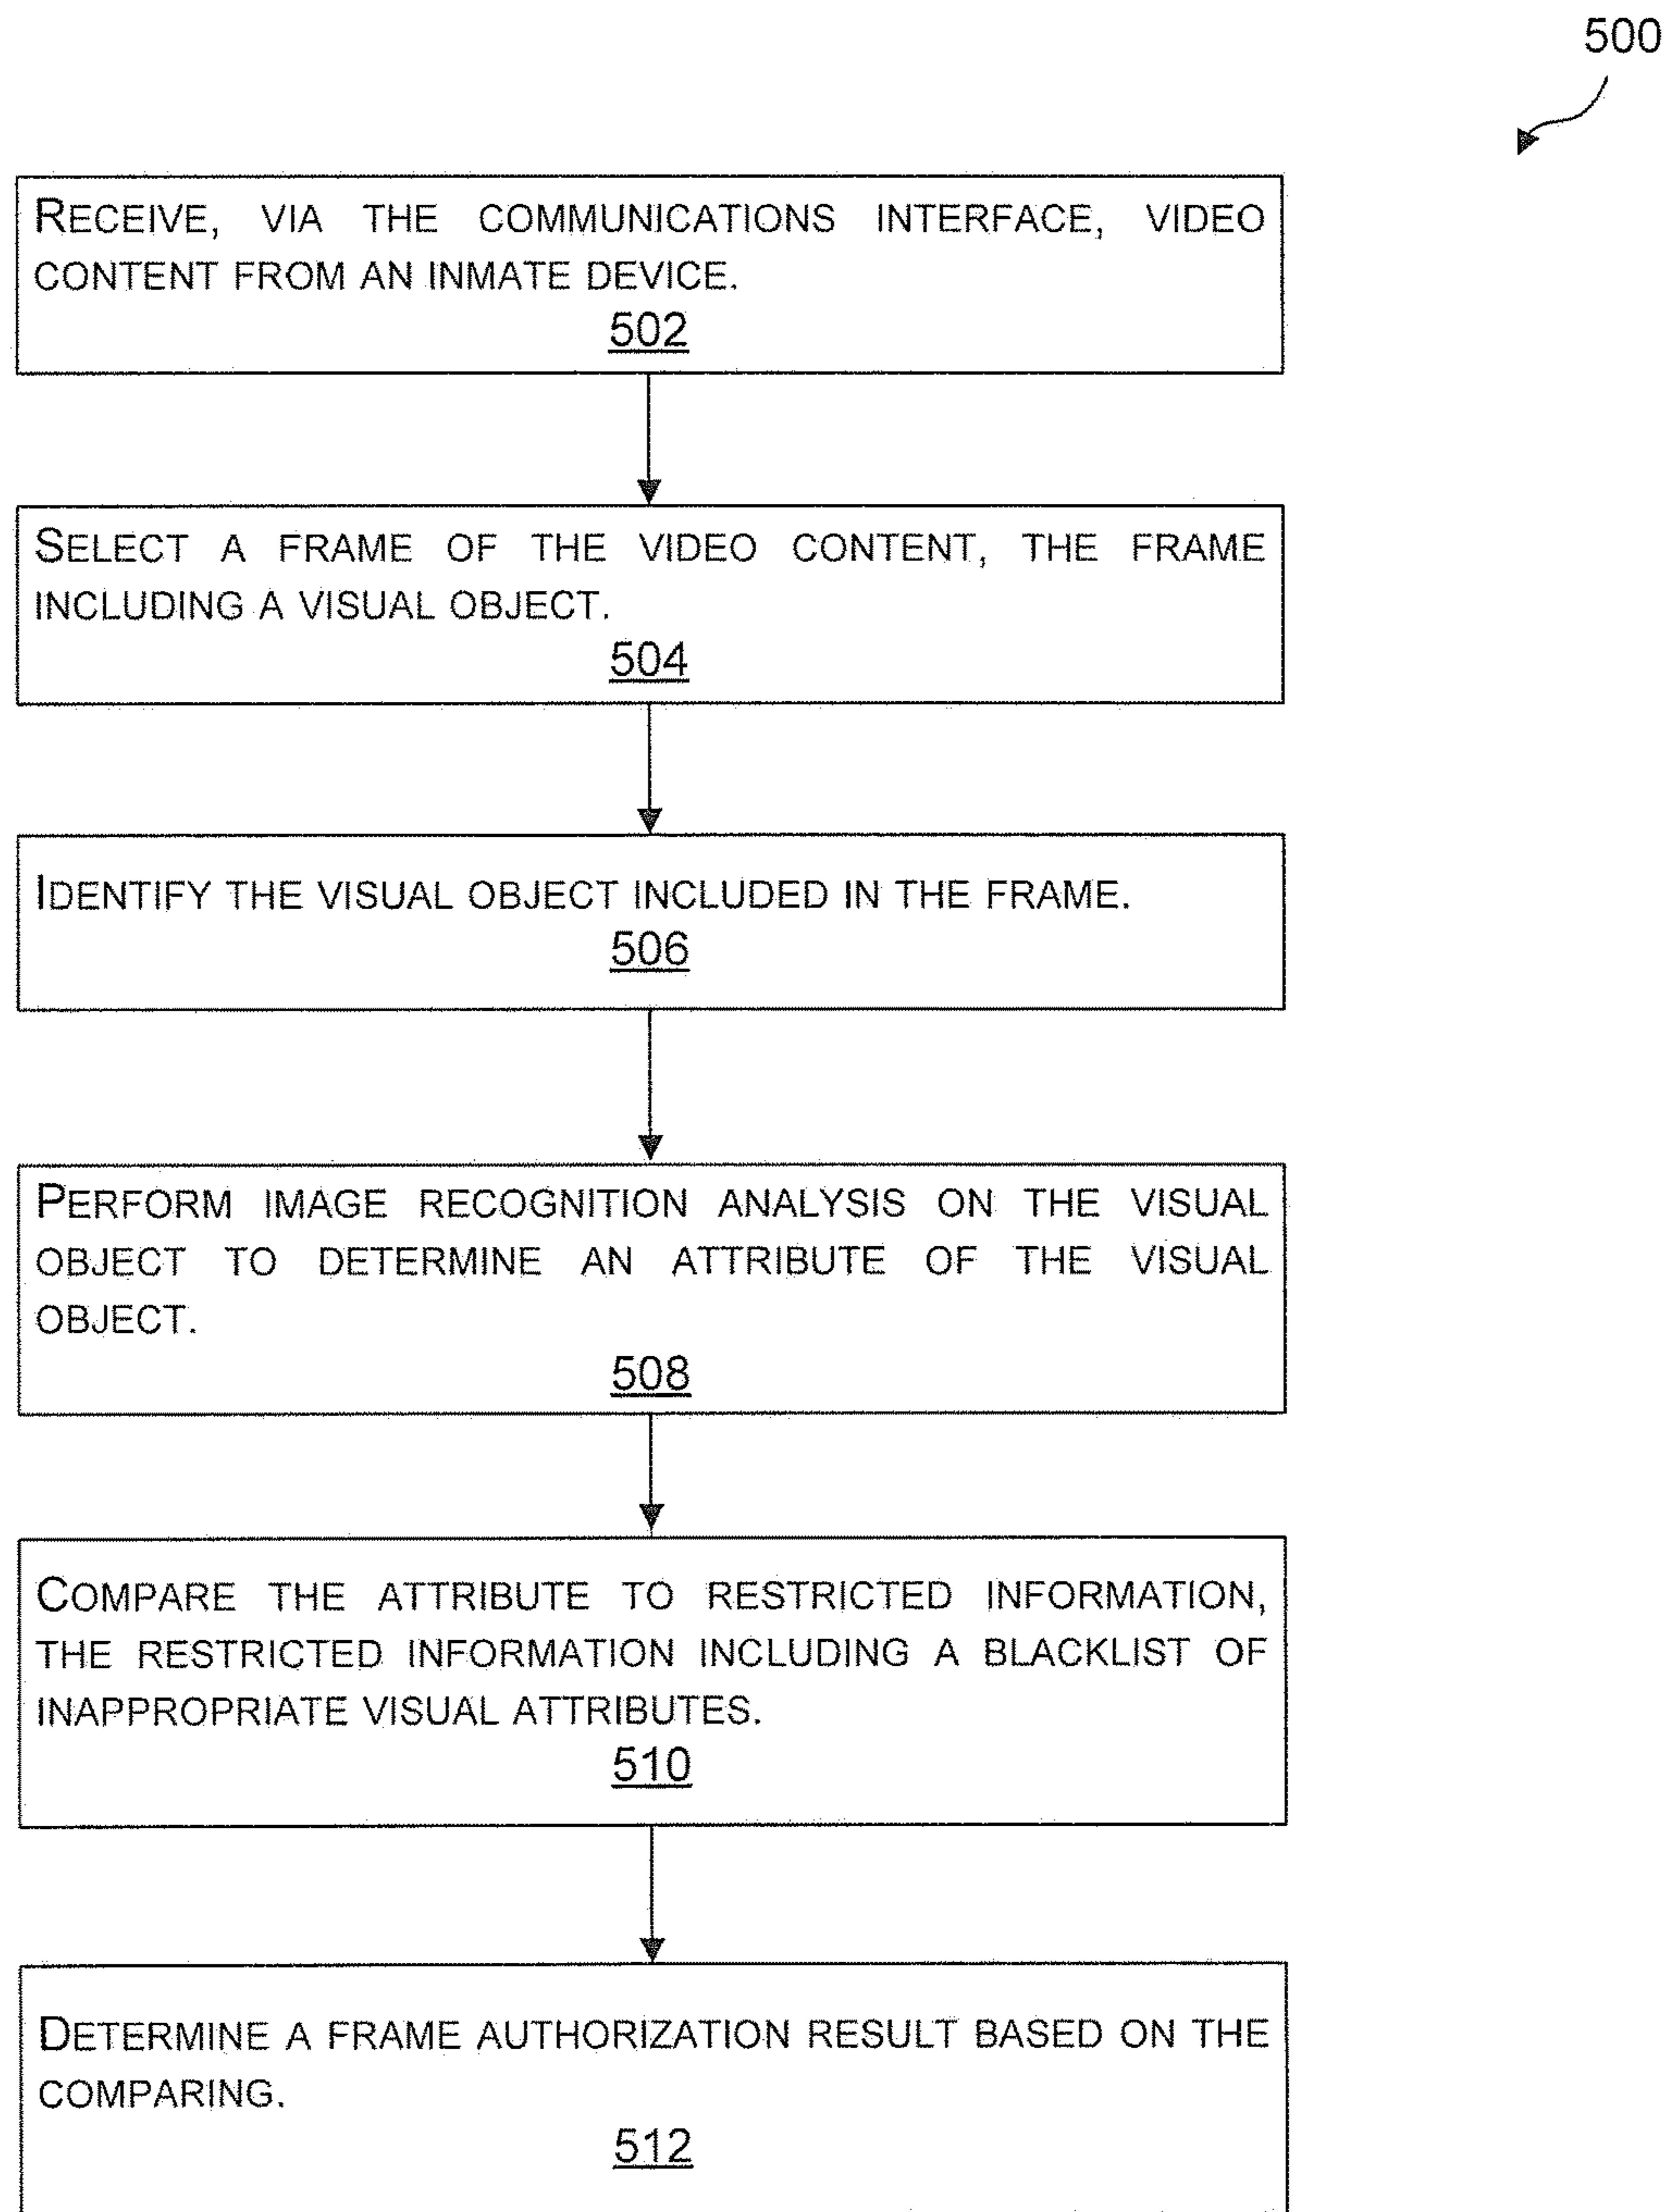 500
RECEIVE, VIA THE COMMUNICATIONS INTERFACE, VIDEO
CONTENT FROM AN INMATE DEVICE.
502
SELECT A FRAME OF THE VIDEO CONTENT, THE FRAME
INCLUDING A VISUAL OBJECT.
504
IDENTIFY THE VISUAL OBJECT INCLUDED IN THE FRAME.
506
PERFORM IMAGE RECOGNITION ANALYSIS ON THE VISUAL
OBJECT TO DETERMINE AN ATTRIBUTE OF THE VISUAL
OBJECT.
508
COMPARE THE ATTRIBUTE TO RESTRICTED INFORMATION,
THE RESTRICTED INFORMATION INCLUDING A BLACKLIST OF
INAPPROPRIATE VISUAL ATTRIBUTES.
510
DETERMINE A FRAME AUTHORIZATION RESULT BASED ON THE
COMPARING.
512